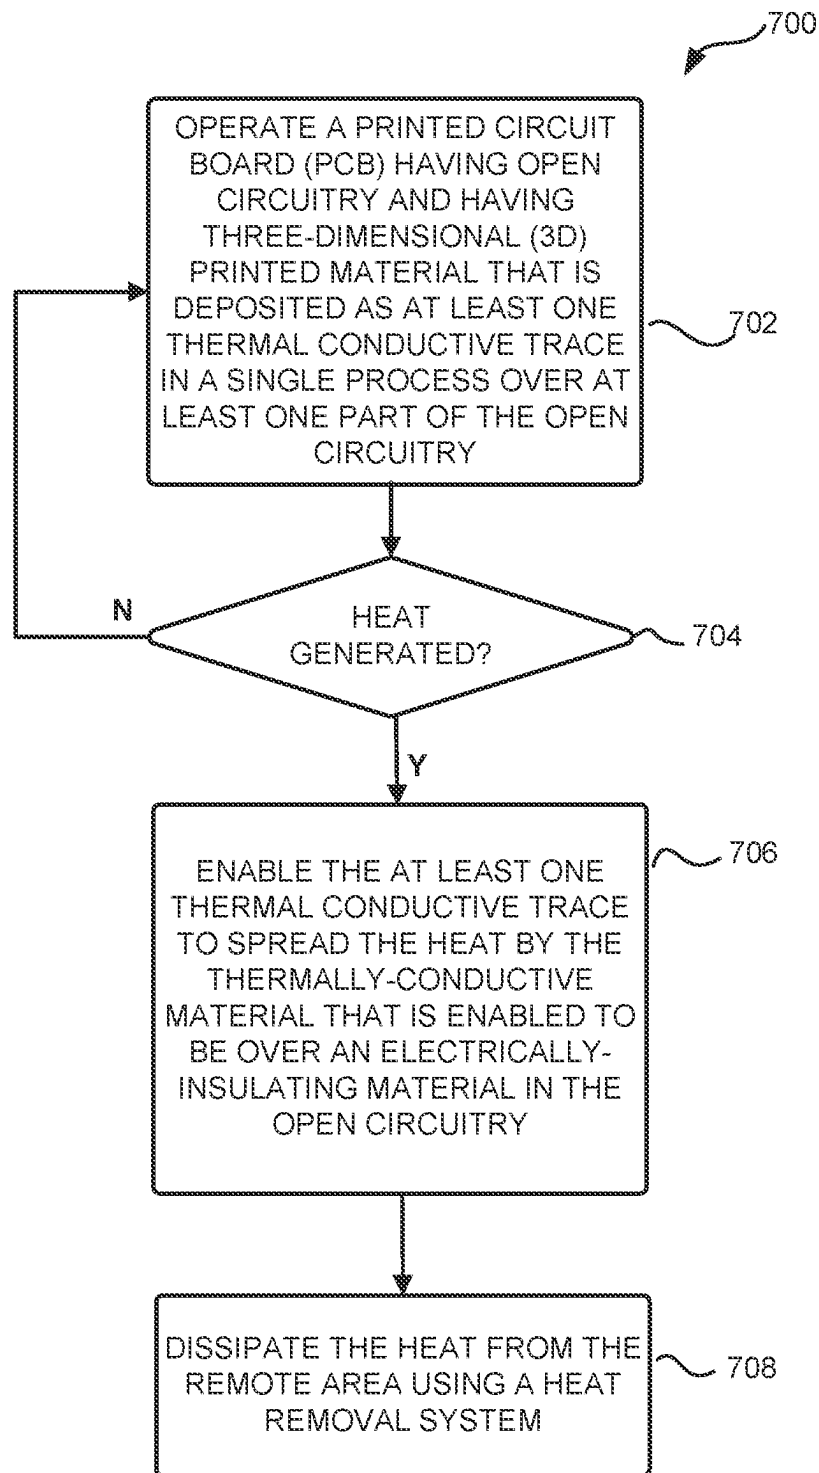 700
OPERATE A PRINTED CIRCUIT
BOARD (PCB) HAVING OPEN
CIRCUITRY AND HAVING
THREE-DIMENSIONAL (3D)
PRINTED MATERIAL THAT IS
DEPOSITED AS AT LEAST ONE
THERMAL CONDUCTIVE TRACE
IN A SINGLE PROCESS OVER AT
LEAST ONE PART OF THE OPEN
CIRCUITRY
702
N
HEAT
GENERATED?
704
Y
ENABLE THE AT LEAST ONE
THERMAL CONDUCTIVE TRACE
TO SPREAD THE HEAT BY THE
THERMALLY-CONDUCTIVE
MATERIAL THAT IS ENABLED TO
BE OVER AN ELECTRICALLY-
INSULATING MATERIAL IN THE
OPEN CIRCUITRY
706
DISSIPATE THE HEAT FROM THE
REMOTE AREA USING A HEAT
REMOVAL SYSTEM
708